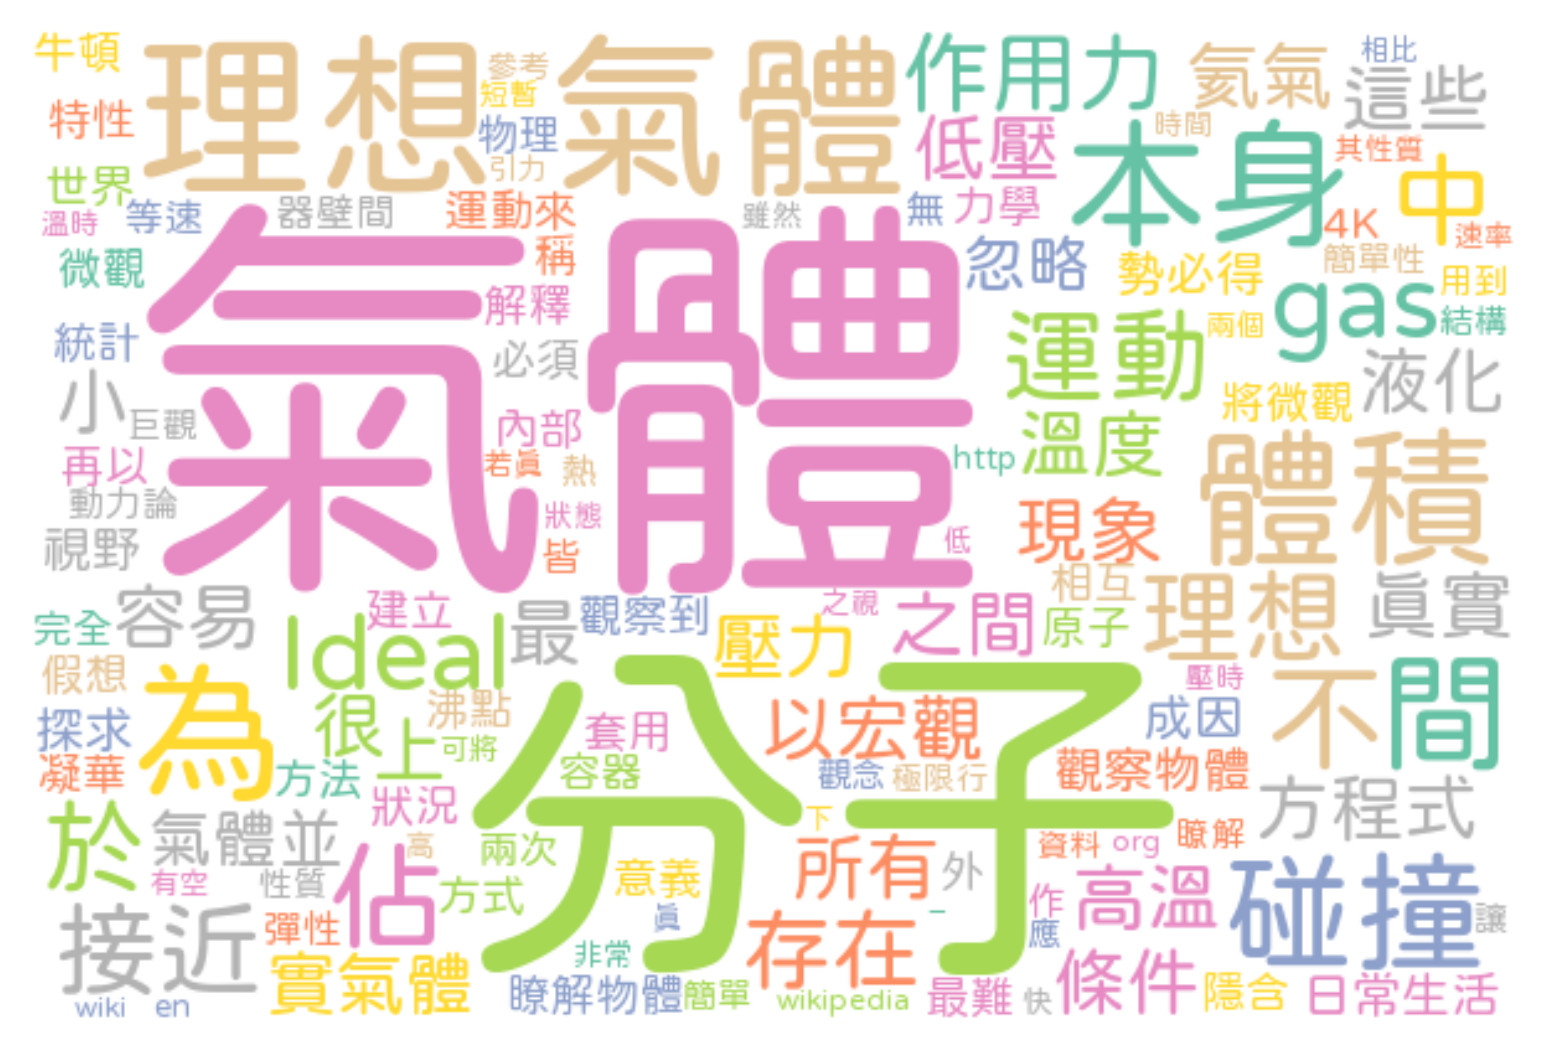 牛頓
理想氣體
參考
短暫
作用力
氦氣
相比
這些
特性
物理
引力
低壓
本身
時間
其性質
中
世界
溫時
等速
器壁間
運動來
雖然
無
力學
4K
速率
微觀
氣體
稱
忽略
勢必得
簡單性
用到
解釋
gas
結構
統計
必須
運動
兩個
小
巨觀
內部
將微觀
液化
再以
若眞
熱
http
溫度
體積
動力論
狀態
現象
視野
皆
低
相互
完全
容易
建立
Ideal
最
觀察到
之視
壓力
之間
原子
理想
眞實
假想
為
很
沸點
分子
壓時
不
間
探求
上
可將
套用
以宏觀
成因
凝華
方法
狀況
容器
觀念
極限行
觀察物體
方程式
於
氣體並
高
兩次
下
所有
資料
org
瞭解
有空
性質
佔
方式
意義
外
高溫
碰撞
接近
彈性
眞
存在
作
應
讓
實氣體
非常
條件
wiki
en
瞭解物體
簡單
wikipedia
最難
快
隱含
日常生活